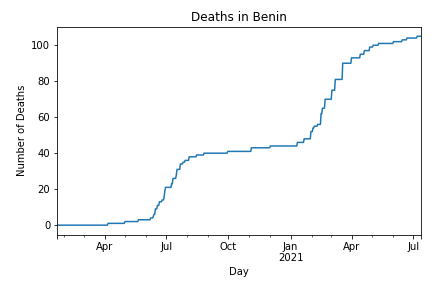 Deaths in Benin
Number of Deaths
100
80
60
40
20
0
Apr
Jul
Oct
Jan
2021
Apr
Jul
Day